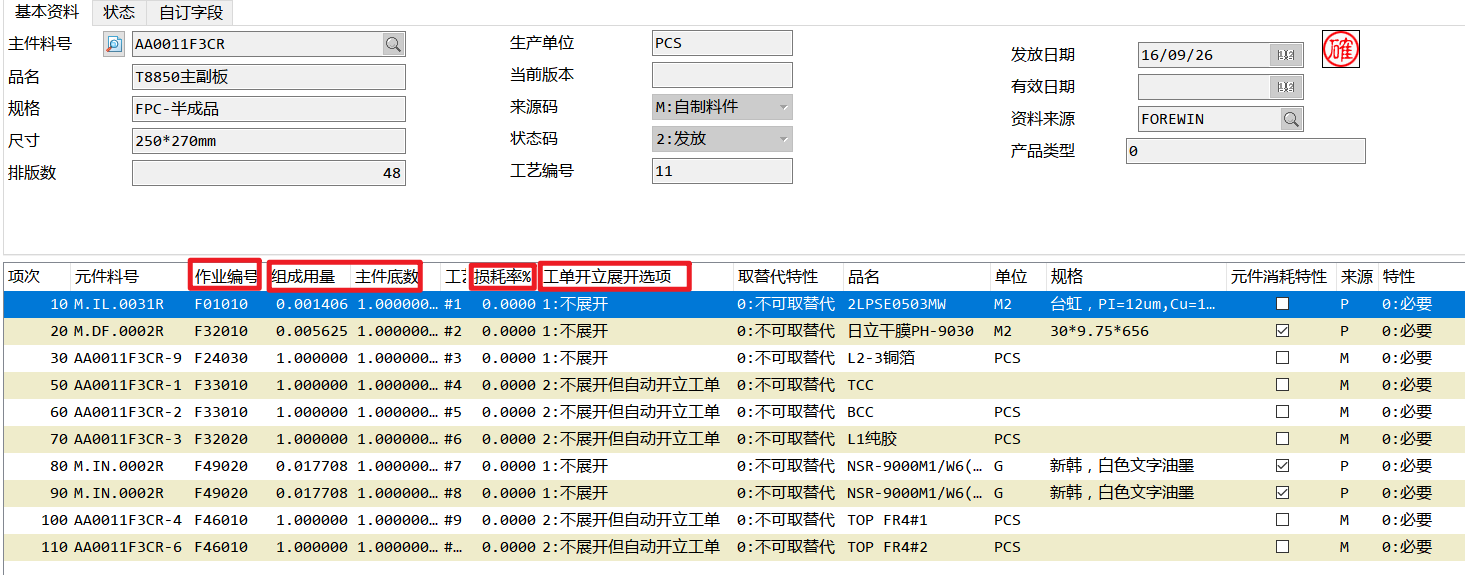 基本资料 状态 自订字段
主件料号 AA0011F3CR 生产单位 PCS 发放日期 16/09/26 確
品名 T8850主副板 当前版本 有效日期
规格 FPC-半成品 来源码 M:自制料件 资料来源 FOREWIN
尺寸 250*270mm 状态码 2:发放 产品类型 0
排版数 48 工艺编号 11
项次 元件料号 作业编号 组成用量 主件底数 工 损耗率% 工单开立展开选项 取替代特性 品名 单位 规格 元件消耗特性 来源 特性
10 M.IL.0031R F01010 0.001406 1.000000... #1 0.0000 1:不展开 0:不可取替代 2LPSE0503MW M2 台虹，PI=12um,Cu=1... P 0:必要
20 M.DF.0002R F32010 0.005625 1.000000... #2 0.0000 1:不展开 0:不可取替代 日立干膜PH-9030 M2 30*9.75*656 P 0:必要
30 AA0011F3CR-9 F24030 1.000000 1.000000... #3 0.0000 1:不展开 0:不可取替代 L2-3铜箔 PCS M 0:必要
50 AA0011F3CR-1 F33010 1.000000 1.000000... #4 0.0000 2:不展开但自动开立工单 0:不可取替代 TCC M 0:必要
60 AA0011F3CR-2 F33010 1.000000 1.000000... #5 0.0000 2:不展开但自动开立工单 0:不可取替代 BCC PCS M 0:必要
70 AA0011F3CR-3 F32020 1.000000 1.000000... #6 0.0000 2:不展开但自动开立工单 0:不可取替代 L1纯胶 PCS M 0:必要
80 M.IN.0002R F49020 0.017708 1.000000... #7 0.0000 1:不展开 0:不可取替代 NSR-9000M1/W6(... G 新韩，白色文字油墨 P 0:必要
90 M.IN.0002R F49020 0.017708 1.000000... #8 0.0000 1:不展开 0:不可取替代 NSR-9000M1/W6(... G 新韩，白色文字油墨 P 0:必要
100 AA0011F3CR-4 F46010 1.000000 1.000000... #9 0.0000 2:不展开但自动开立工单 0:不可取替代 TOP FR4#1 PCS M 0:必要
110 AA0011F3CR-6 F46010 1.000000 1.000000... #... 0.0000 2:不展开但自动开立工单 0:不可取替代 TOP FR4#2 PCS M 0:必要